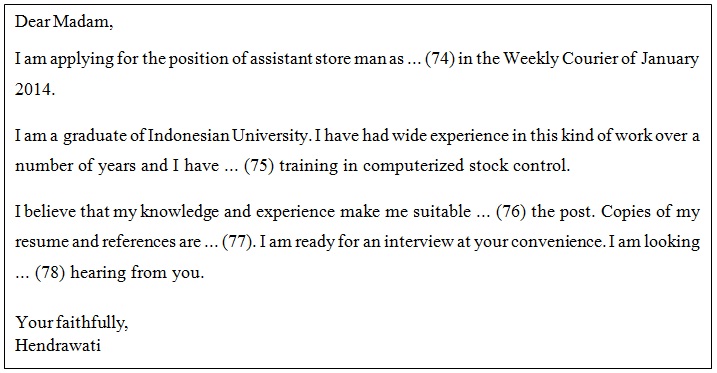 Dear Madam,
I am applying for the position of assistant store man as ... (74) in the Weekly Courier of January
2014.
I am a graduate of Indonesian University. I have had wide experience in this kind of work over a
number of years and I have ... (75) training in computerized stock control.
I believe that my knowledge and experience make me suitable ... (76) the post. Copies of my
resume and references are ... (77). I am ready for an interview at your convenience. I am looking
... (78) hearing from you.
Your faithfully,
Hendrawati